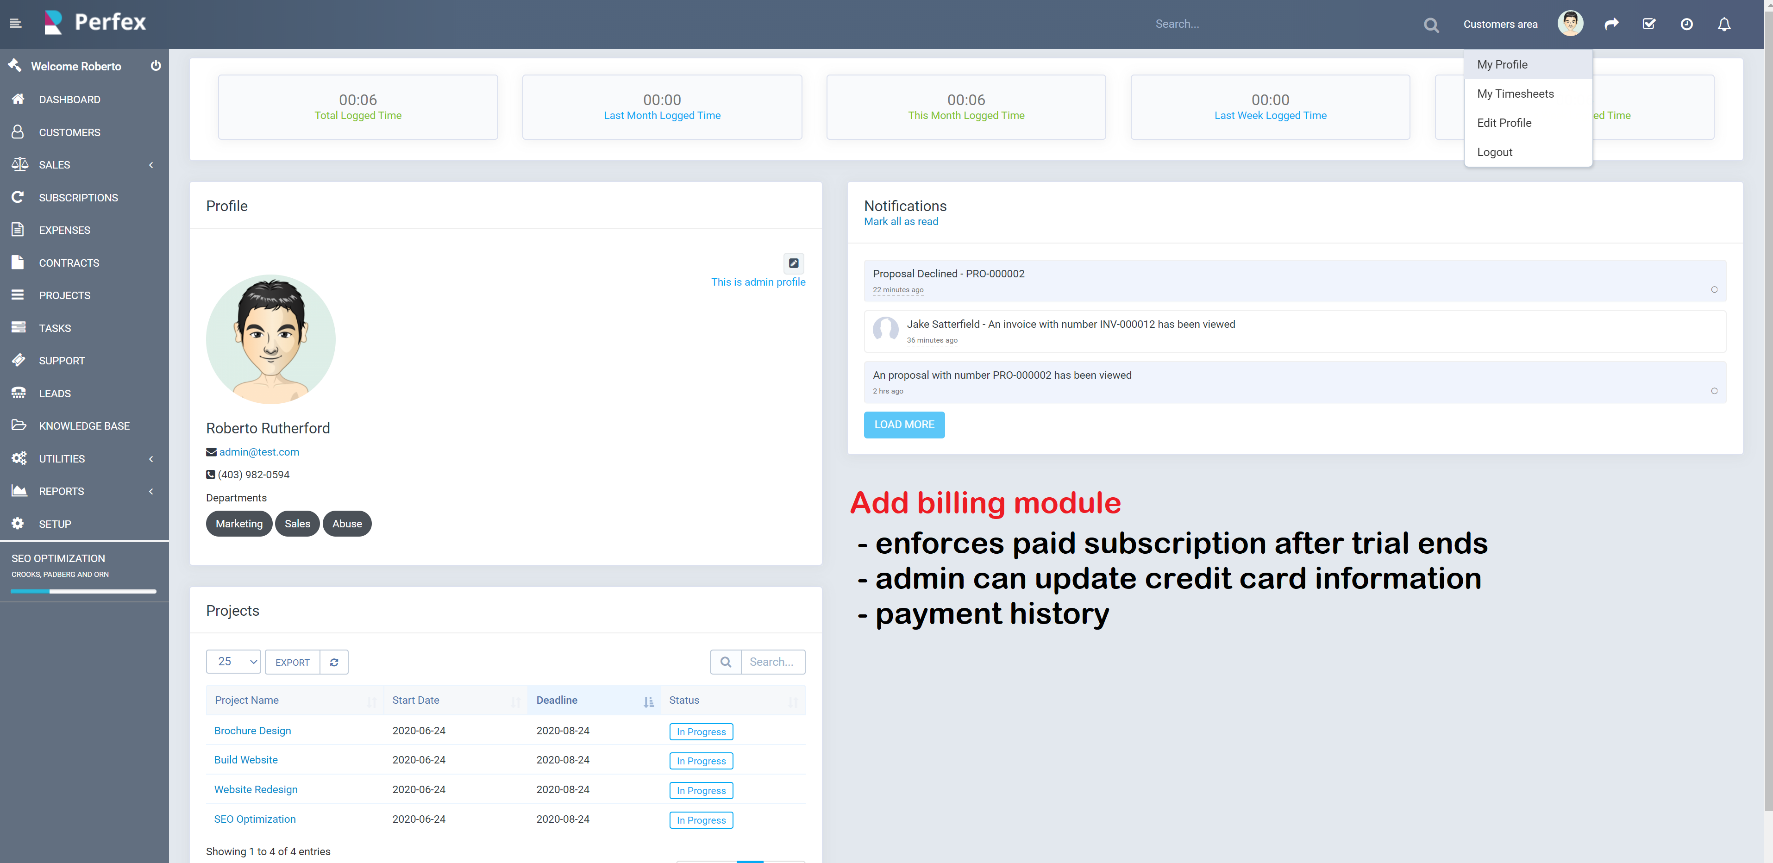 Perfex
Search...
Customers area
Welcome Roberto
DASHBOARD
CUSTOMERS
SALES
SUBSCRIPTIONS
EXPENSES
CONTRACTS
PROJECTS
TASKS
SUPPORT
LEADS
KNOWLEDGE BASE
UTILITIES
REPORTS
SETUP
SEO OPTIMIZATION
CROOKS, PADBERG AND ORN
My Profile
My Timesheets
Edit Profile
Logout
00:06
Total Logged Time
00:00
Last Month Logged Time
00:06
This Month Logged Time
00:00
Last Week Logged Time
ed Time
Profile
This is admin profile
Roberto Rutherford
admin@test.com
(403) 982-0594
Departments
Marketing Sales Abuse
Notifications
Mark all as read
Proposal Declined - PRO-000002
22 minutes ago
Jake Satterfield - An invoice with number INV-000012 has been viewed
36 minutes ago
An proposal with number PRO-000002 has been viewed
2 hrs ago
LOAD MORE
Add billing module
- enforces paid subscription after trial ends
- admin can update credit card information
- payment history
Projects
25 EXPORT Search...
Project Name Start Date Deadline Status
Brochure Design 2020-06-24 2020-08-24 In Progress
Build Website 2020-06-24 2020-08-24 In Progress
Website Redesign 2020-06-24 2020-08-24 In Progress
SEO Optimization 2020-06-24 2020-08-24 In Progress
Showing 1 to 4 of 4 entries